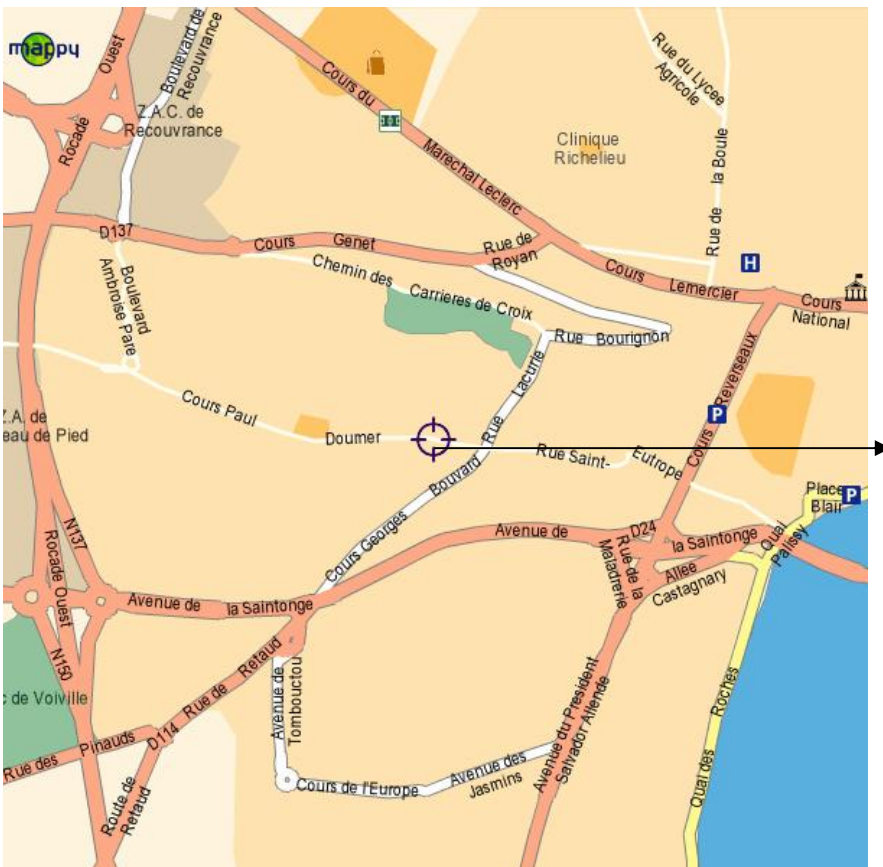 mappy
Ouest
Rocade
Boulevard de
Recouvrance
Z.A.C. de
Recouvrance
Cours du
Marechal Leclerc
Rue du Lycee
Agricole
Clinique
Richelieu
Rue de la Boule
D137
Cours Genet
Rue de
Royan
Cours Lemercier
H
Cours
National
Boulevard
Ambroise Pare
Chemin des Carrieres de Croix
Rue Bourignon
Rue Lacurie
Cours Reverseaux
P
Cours Paul Doumer
Z.A. de
eau de Pied
Rue Saint-Eutrope
Bouvard
Cours Georges
Place
Blair
P
N137
Rocade Ouest
Avenue de la Saintonge
D24
Avenue de la Saintonge
Quai
Palissy
Rue de la
Maladrerie
Allee
Castagnary
N150
c de Voiville
Rue de Retaud
Avenue de
Tombouctou
Avenue du President
Salvador Allende
Quai des Roches
Rue des Pinauds
D114
Route de
Retaud
Cours de l'Europe
Avenue des
Jasmins